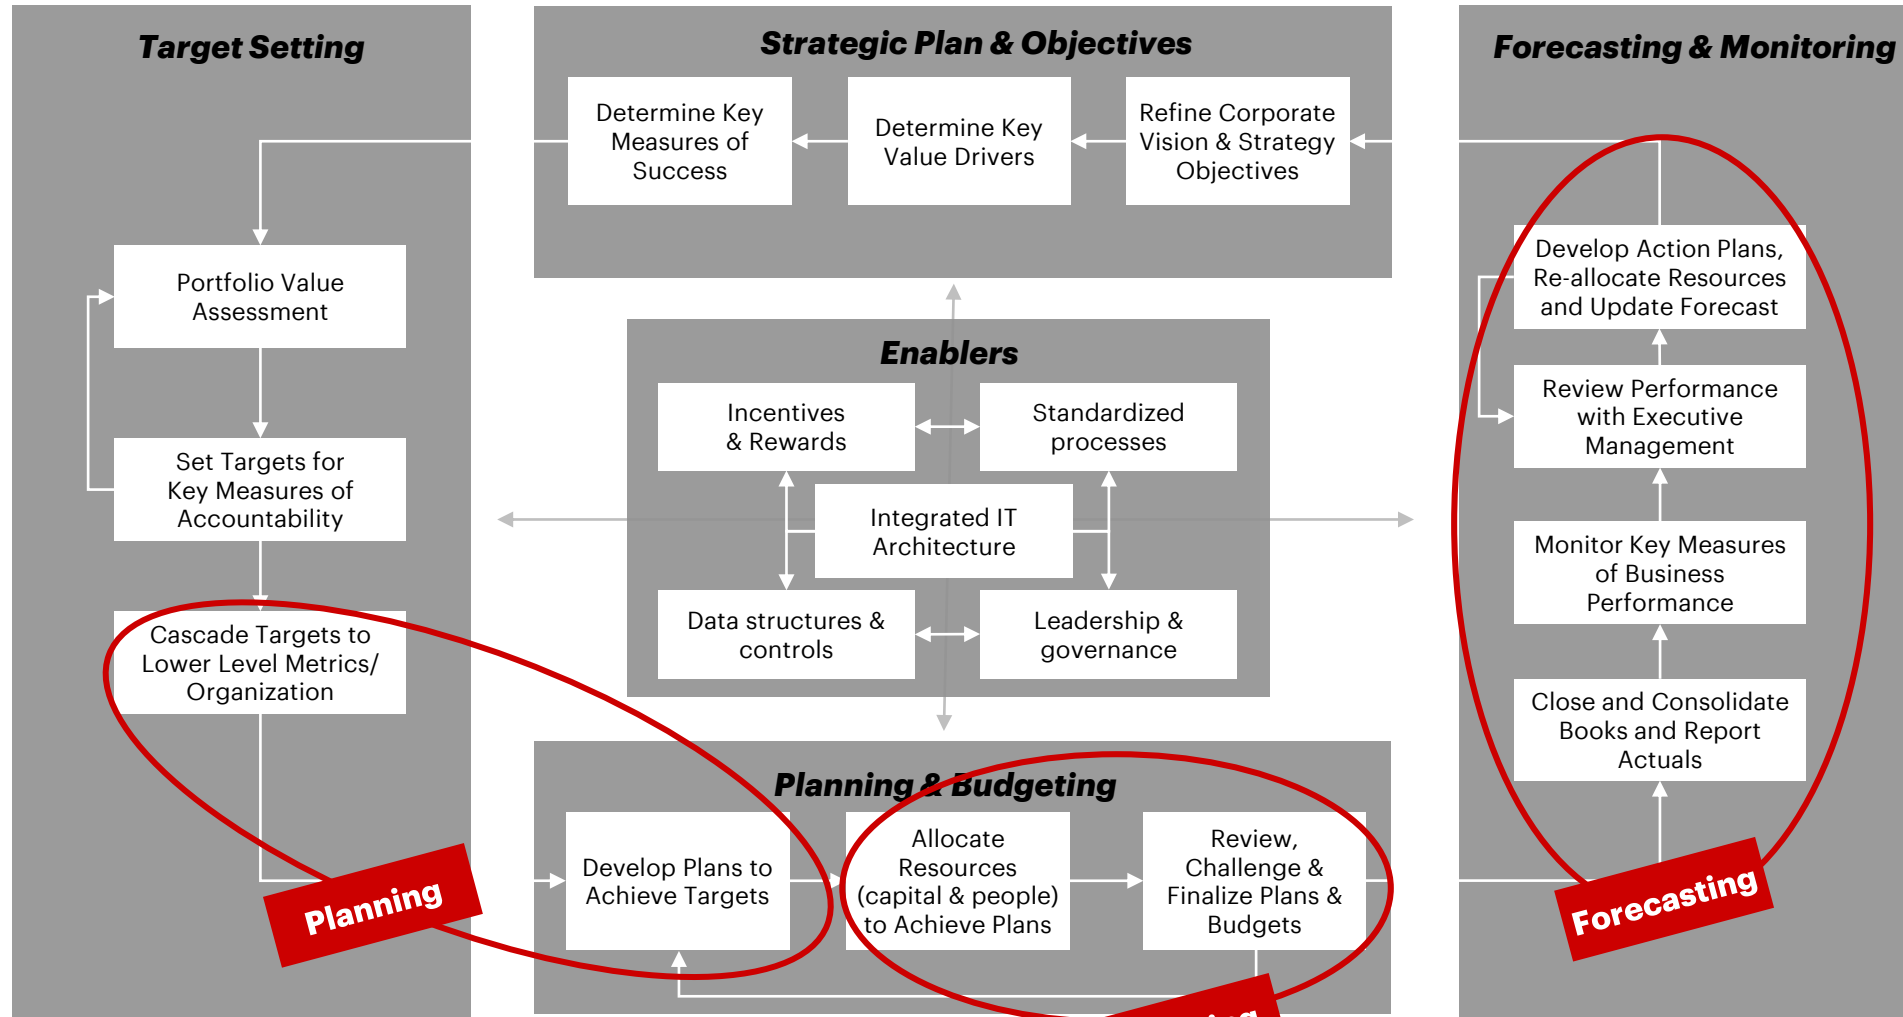 Target Setting
Strategic Plan & Objectives
Forecasting & Monitoring
Determine Key
Measures of
Success
Determine Key
Value Drivers
Refine Corporate
Vision & Strategy
Objectives
Portfolio Value
Assessment
Set Targets for
Key Measures of
Accountability
Cascade Targets to
Lower Level Metrics/
Organization
Enablers
Incentives
& Rewards
Standardized
processes
Integrated IT
Architecture
Data structures &
controls
Leadership &
governance
Develop Action Plans,
Re-allocate Resources
and Update Forecast
Review Performance
with Executive
Management
Monitor Key Measures
of Business
Performance
Close and Consolidate
Books and Report
Actuals
Planning & Budgeting
Develop Plans to
Achieve Targets
Allocate
Resources
(capital & people)
to Achieve Plans
Review,
Challenge &
Finalize Plans &
Budgets
Planning
Forecasting